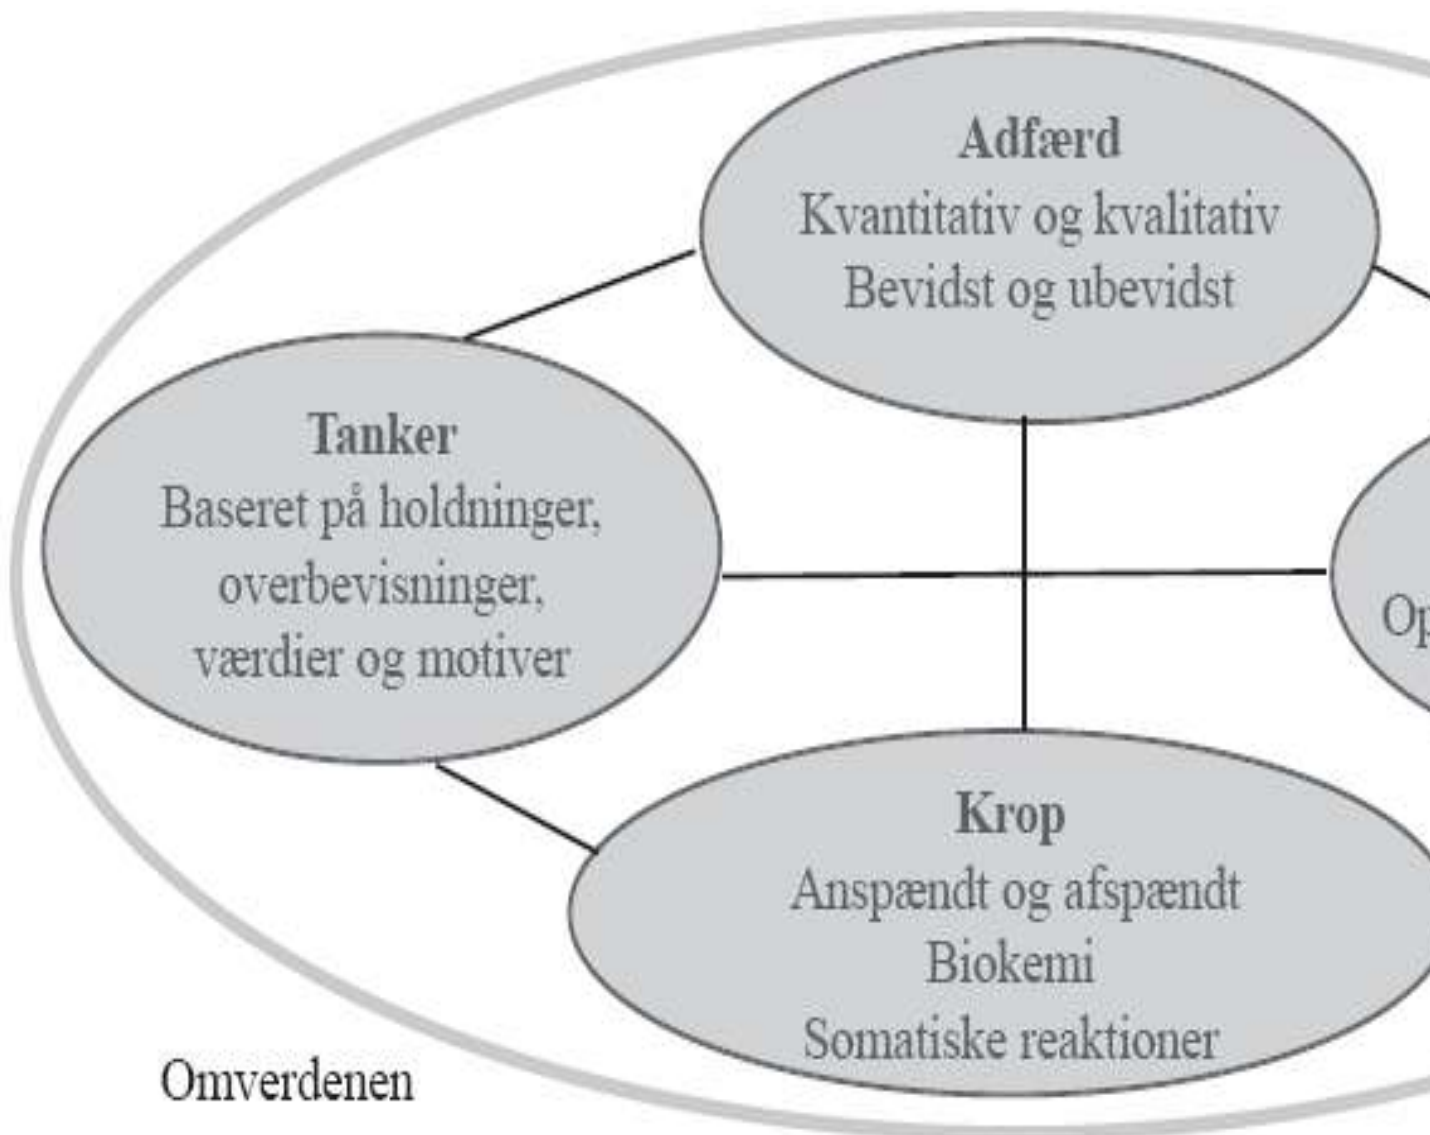 Adfærd
Kvantitativ og kvalitativ
Bevidst og ubevidst
Tanker
Baseret på holdninger,
overbevisninger,
værdier og motiver
Krop
Anspændt og afspændt
Biokemi
Somatiske reaktioner
Omverdenen